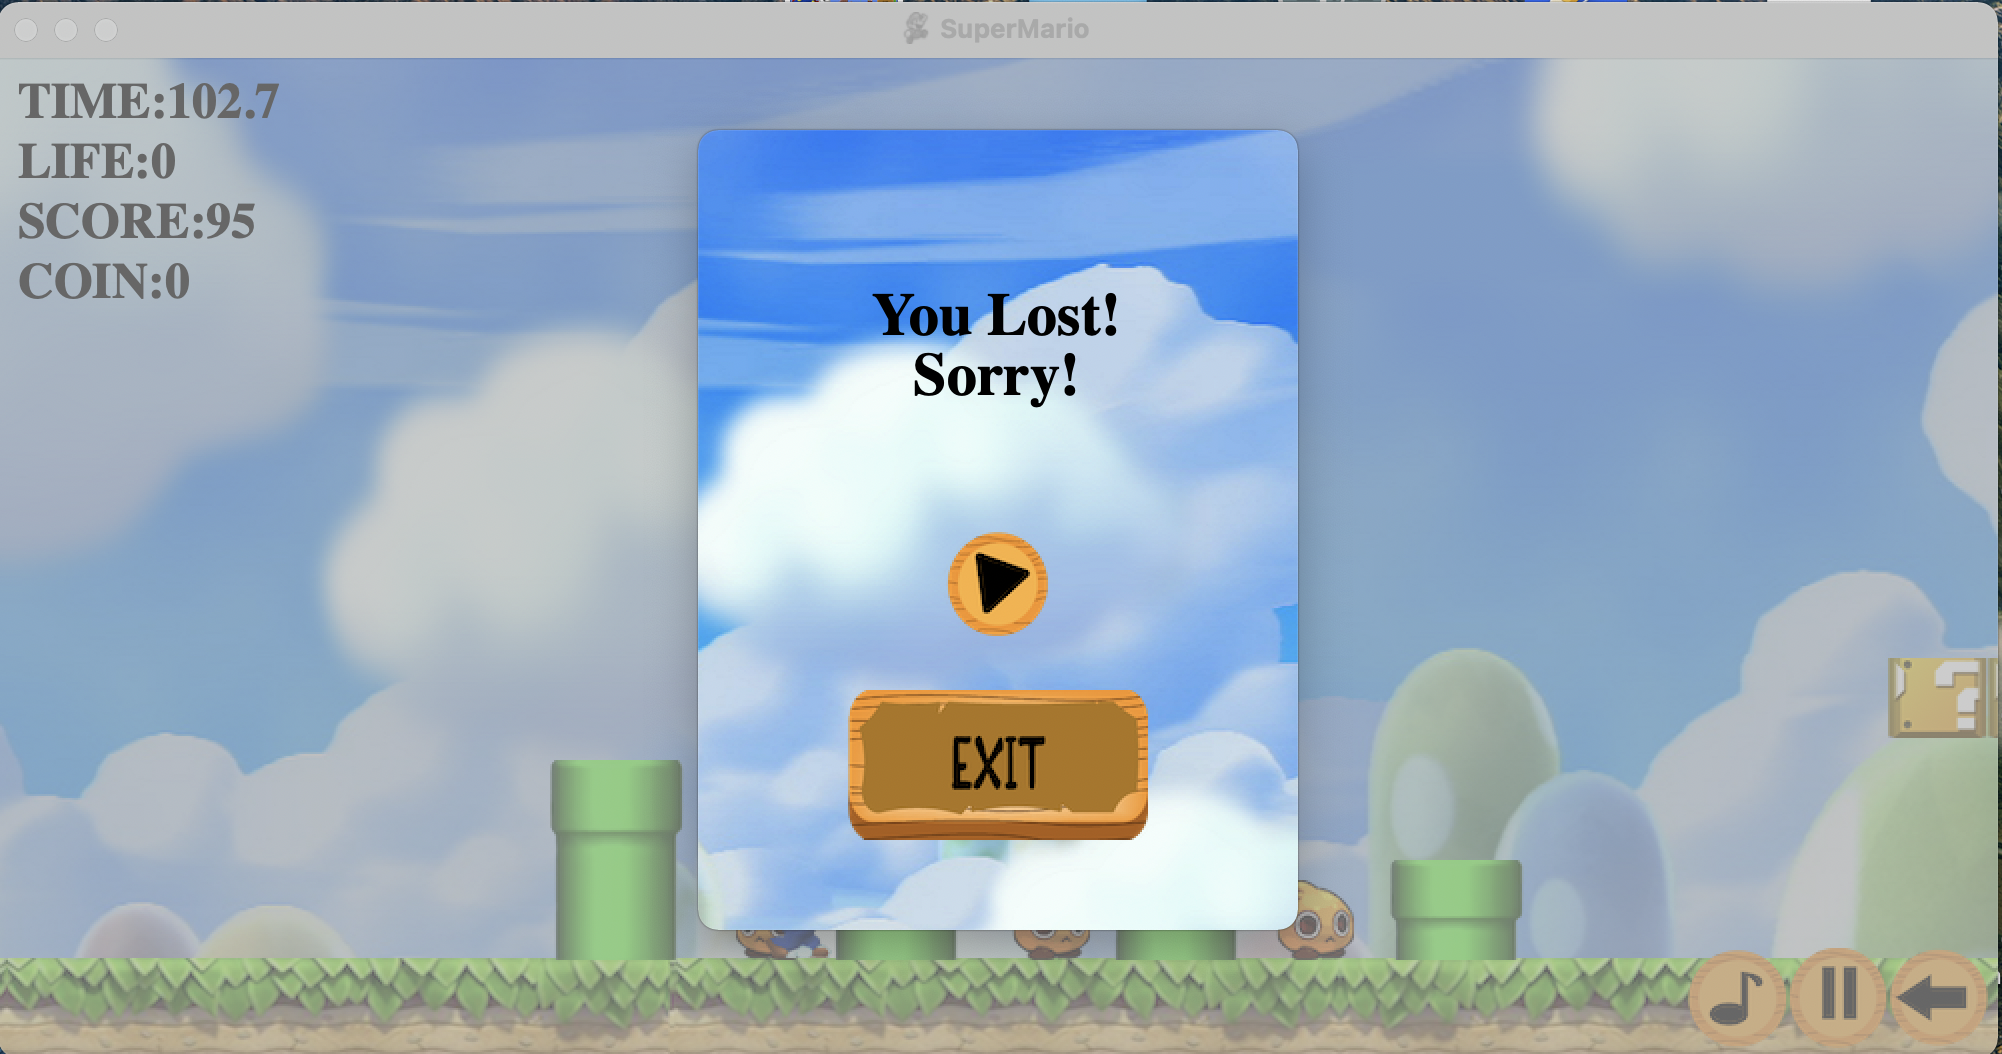 SuperMario
TIME:102.7
LIFE:0
SCORE:95
COIN:0
You Lost!
Sorry!
EXIT
?